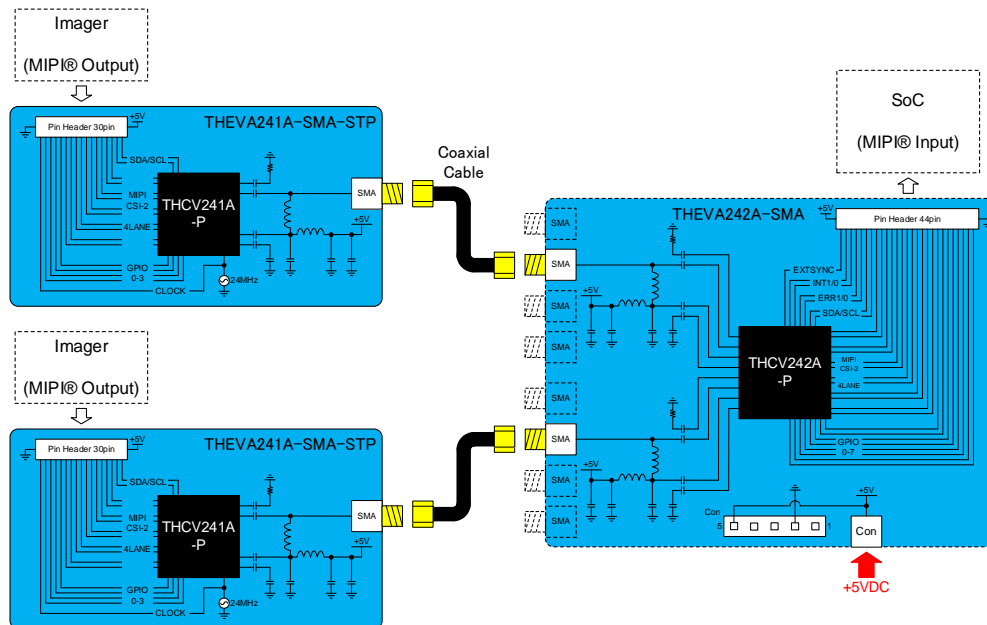 Imager
(MIPI® Output)
THEVA241A-SMA-STP
Pin Header 30pin
+5V
SDA/SCL
MIPI
CSI-2
4LANE
THCV241A
-P
GPIO
0-3
CLOCK
24MHz
+5V
SMA
Coaxial
Cable
Imager
(MIPI® Output)
THEVA241A-SMA-STP
Pin Header 30pin
+5V
SDA/SCL
MIPI
CSI-2
4LANE
THCV241A
-P
GPIO
0-3
CLOCK
24MHz
+5V
SMA
SoC
(MIPI® Input)
THEVA242A-SMA
+5V
Pin Header 44pin
SMA
SMA
SMA
SMA
SMA
SMA
SMA
SMA
+5V
+5V
EXTSYNC
INT1/0
ERR1/0
SDA/SCL
MIPI
CSI-2
4LANE
THCV242A
-P
GPIO
0-7
Con
5
1
+5V
Con
+5VDC